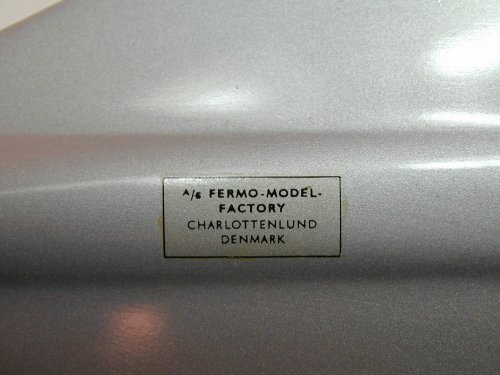 A/S FERMO-MODEL-
FACTORY
CHARLOTTENLUND
DENMARK